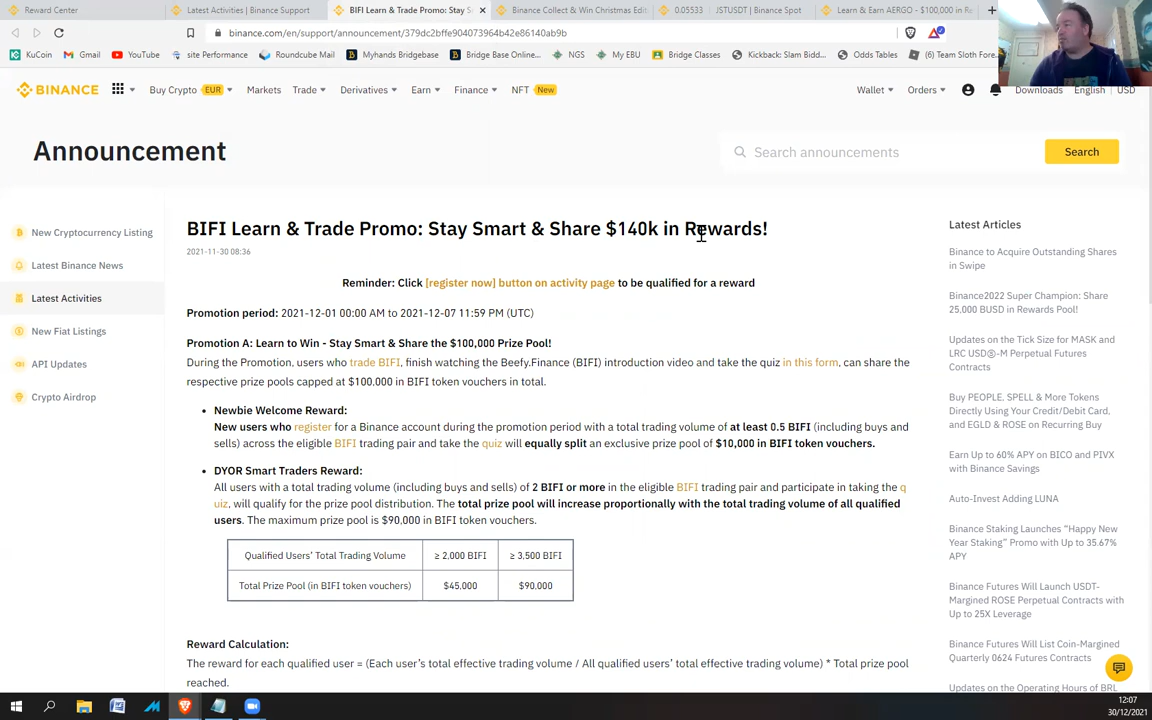 Reward Center
Latest Activities | Binance Support
BIFI Learn & Trade Promo: Stay S
Binance Collect & Win Christmas Edi
0.05533
JSTUSDT | Binance Spot
Learn & Earn AERGO - $100,000 in Re
binance.com/en/support/announcement/379dc2bffe904073964b42e86140ab9b
KuCoin
Gmail
YouTube
site Performance
Roundcube Mail
Myhands Bridgebase
Bridge Base Online...
NGS
My EBU
Bridge Classes
Kickback: Slam Bidd...
Odds Tables
(6) Team Sloth Fore
BINANCE
Buy Crypto
EUR
Markets
Trade
Derivatives
Earn
Finance
NFT
New
Wallet
Orders
Downloads
English
USD
Announcement
Search announcements
Search
New Cryptocurrency Listing
Latest Binance News
Latest Activities
New Fiat Listings
API Updates
Crypto Airdrop
BIFI Learn & Trade Promo: Stay Smart & Share $140k in Rewards!
2021-11-30 08:36
Reminder: Click [register now] button on activity page to be qualified for a reward
Promotion period: 2021-12-01 00:00 AM to 2021-12-07 11:59 PM (UTC)
Promotion A: Learn to Win - Stay Smart & Share the $100,000 Prize Pool!
During the Promotion, users who trade BIFI, finish watching the Beefy.Finance (BIFI) introduction video and take the quiz in this form, can share the
respective prize pools capped at $100,000 in BIFI token vouchers in total.
Newbie Welcome Reward:
New users who register for a Binance account during the promotion period with a total trading volume of at least 0.5 BIFI (including buys and
sells) across the eligible BIFI trading pair and take the quiz will equally split an exclusive prize pool of $10,000 in BIFI token vouchers.
DYOR Smart Traders Reward:
All users with a total trading volume (including buys and sells) of 2 BIFI or more in the eligible BIFI trading pair and participate in taking the q
uiz, will qualify for the prize pool distribution. The total prize pool will increase proportionally with the total trading volume of all qualified
users. The maximum prize pool is $90,000 in BIFI token vouchers.
Qualified Users' Total Trading Volume
≥ 2,000 BIFI
≥ 3,500 BIFI
Total Prize Pool (in BIFI token vouchers)
$45,000
$90,000
Reward Calculation:
The reward for each qualified user = (Each user's total effective trading volume / All qualified users' total effective trading volume) * Total prize pool
reached.
Latest Articles
Binance to Acquire Outstanding Shares
in Swipe
Binance2022 Super Champion: Share
25,000 BUSD in Rewards Pool!
Updates on the Tick Size for MASK and
LRC USDⓈ-M Perpetual Futures
Contracts
Buy PEOPLE, SPELL & More Tokens
Directly Using Your Credit/Debit Card,
and EGLD & ROSE on Recurring Buy
Earn Up to 60% APY on BICO and PIVX
with Binance Savings
Auto-Invest Adding LUNA
Binance Staking Launches “Happy New
Year Staking” Promo with Up to 35.67%
APY
Binance Futures Will Launch USDT-
Margined ROSE Perpetual Contracts with
Up to 25X Leverage
Binance Futures Will List Coin-Margined
Quarterly 0624 Futures Contracts
Updates on the Operating Hours of BRL
12:07
30/12/2021